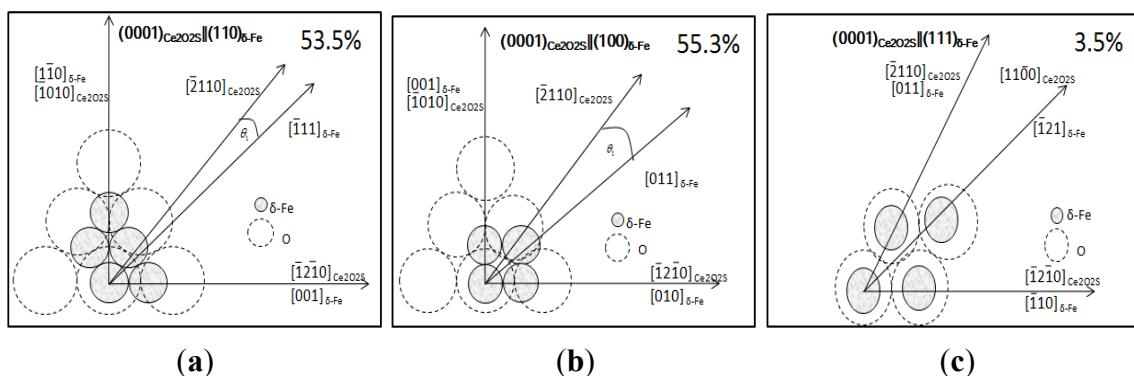 (0001)Ce2O2S||(110)δ-Fe
53.5%
[11̄0]δ-Fe
[1̄010]Ce2O2S
[2̄110]Ce2O2S
[1̄11]δ-Fe
θ1
δ-Fe
O
[1̄21̄0]Ce2O2S
[001]δ-Fe
(a)
(0001)Ce2O2S||(100)δ-Fe
55.3%
[001]δ-Fe
[1̄010]Ce2O2S
[2̄110]Ce2O2S
θ1
[011]δ-Fe
δ-Fe
O
[1̄21̄0]Ce2O2S
[010]δ-Fe
(b)
(0001)Ce2O2S||(111)δ-Fe
3.5%
[2̄110]Ce2O2S
[011]δ-Fe
[11̄00]Ce2O2S
[1̄21]δ-Fe
δ-Fe
O
[1̄21̄0]Ce2O2S
[1̄10]δ-Fe
(c)